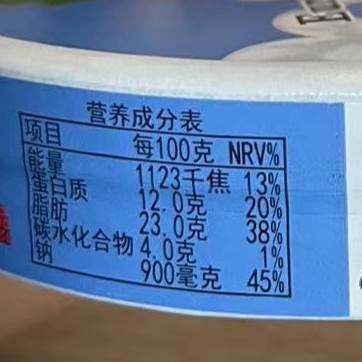 营养成分表
项目 每100克 NRV%
能量 1123千焦 13%
蛋白质 12.0克 20%
脂肪 23.0克 38%
碳水化合物 4.0克 1%
钠 900毫克 45%